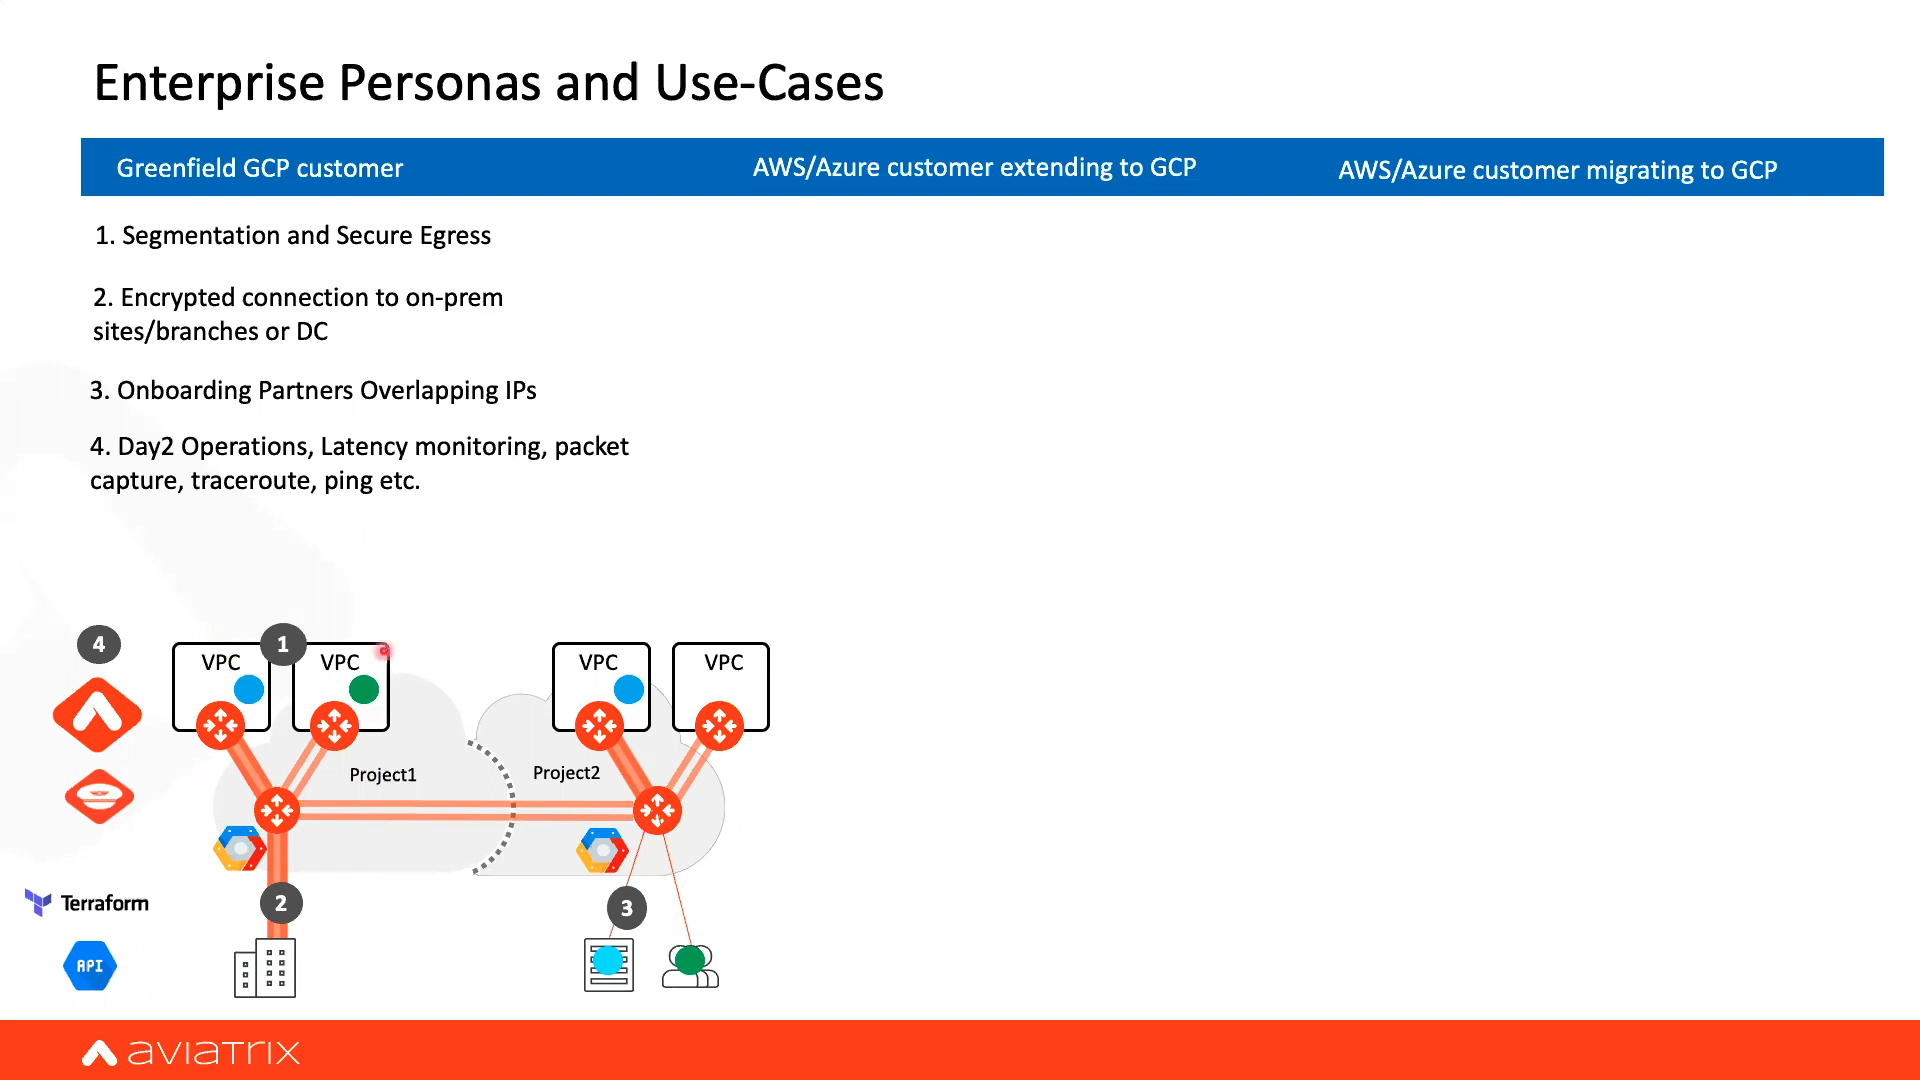 Enterprise Personas and Use-Cases
Greenfield GCP customer
AWS/Azure customer extending to GCP
AWS/Azure customer migrating to GCP
1. Segmentation and Secure Egress
2. Encrypted connection to on-prem
sites/branches or DC
3. Onboarding Partners Overlapping IPs
4. Day2 Operations, Latency monitoring, packet
capture, traceroute, ping etc.
4
1
VPC
VPC
VPC
VPC
Project1
Project2
2
3
Terraform
API
aviatrix